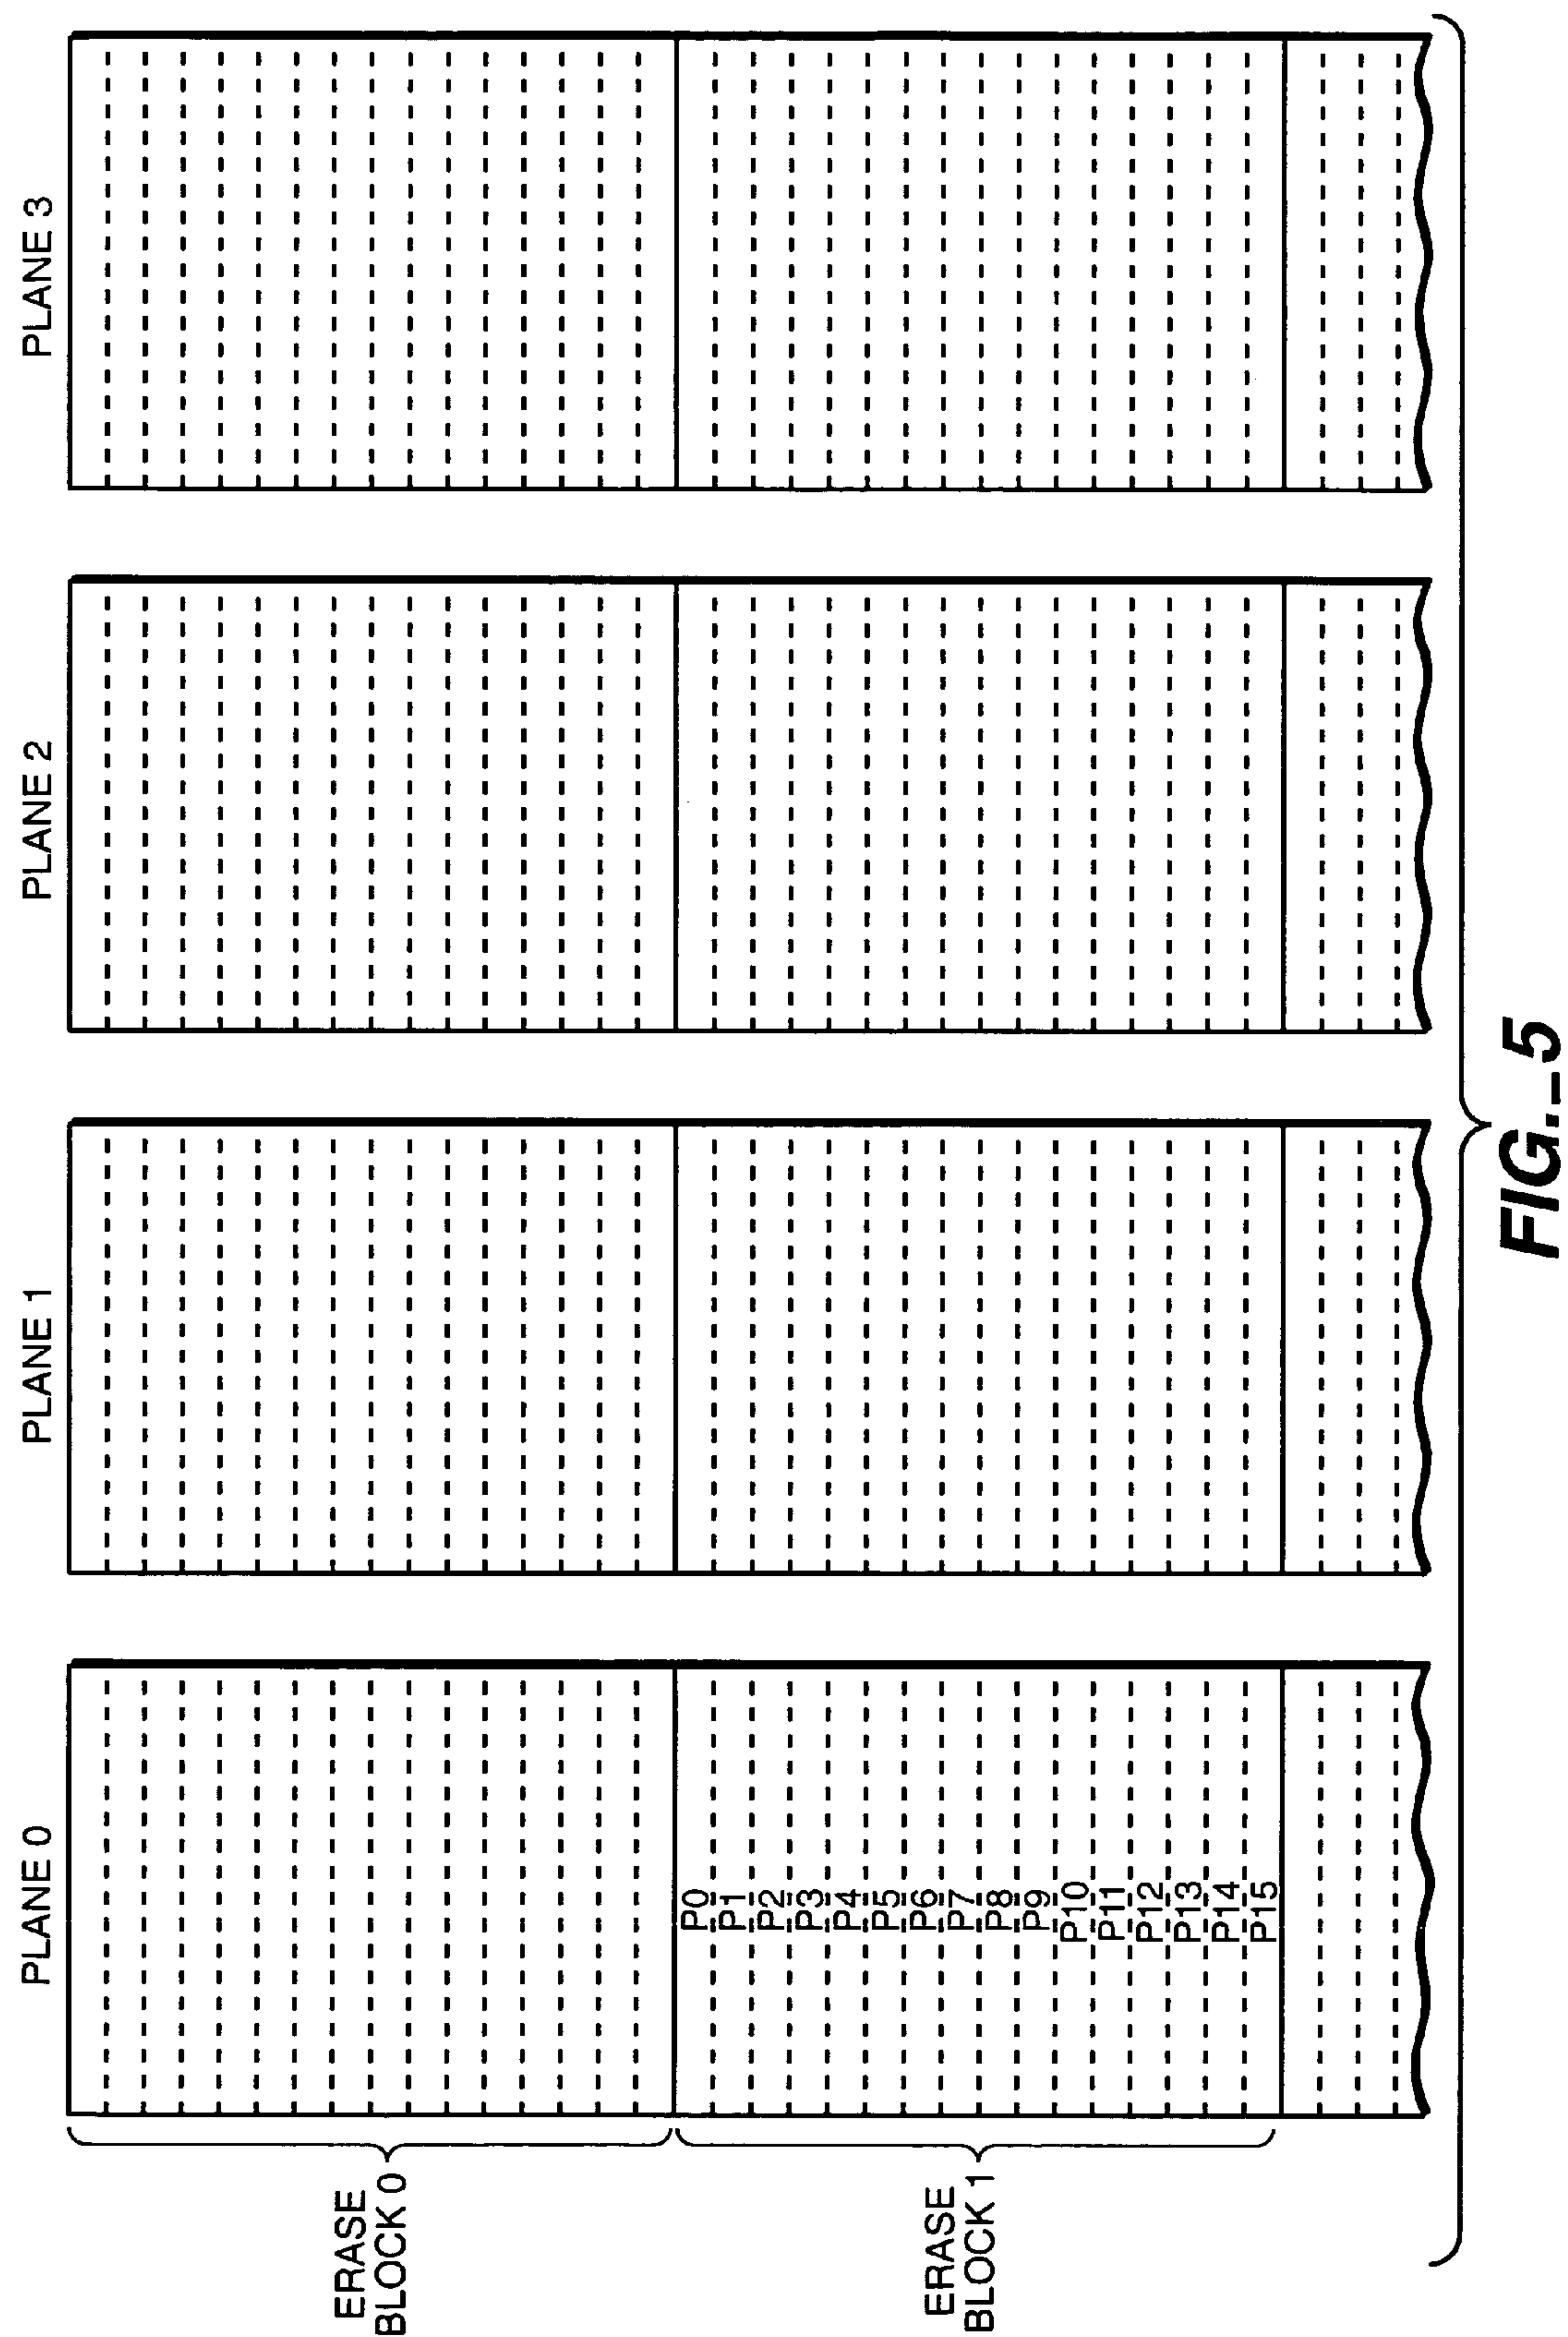 PLANE 0
PLANE 1
PLANE 2
PLANE 3
ERASE
BLOCK 0
ERASE
BLOCK 1
P0
P1
P2
P3
P4
P5
P6
P7
P8
P9
P10
P11
P12
P13
P14
P15
FIG._5